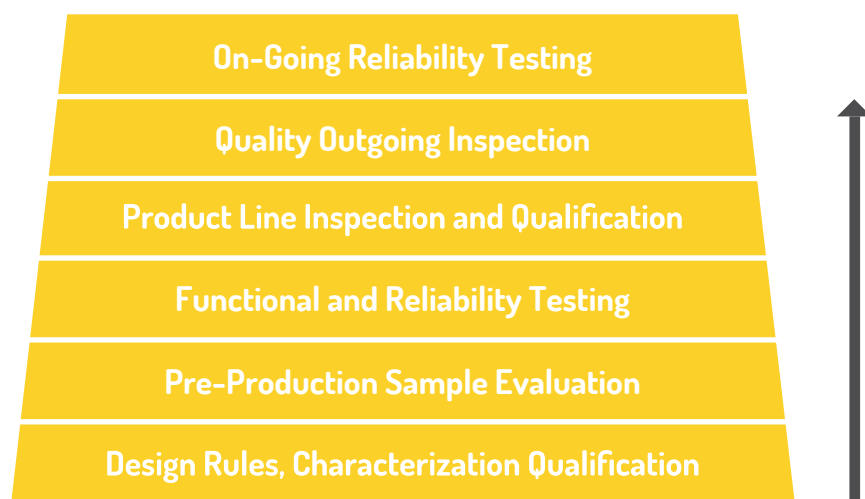 On-Going Reliability Testing
Quality Outgoing Inspection
Product Line Inspection and Qualification
Functional and Reliability Testing
Pre-Production Sample Evaluation
Design Rules, Characterization Qualification